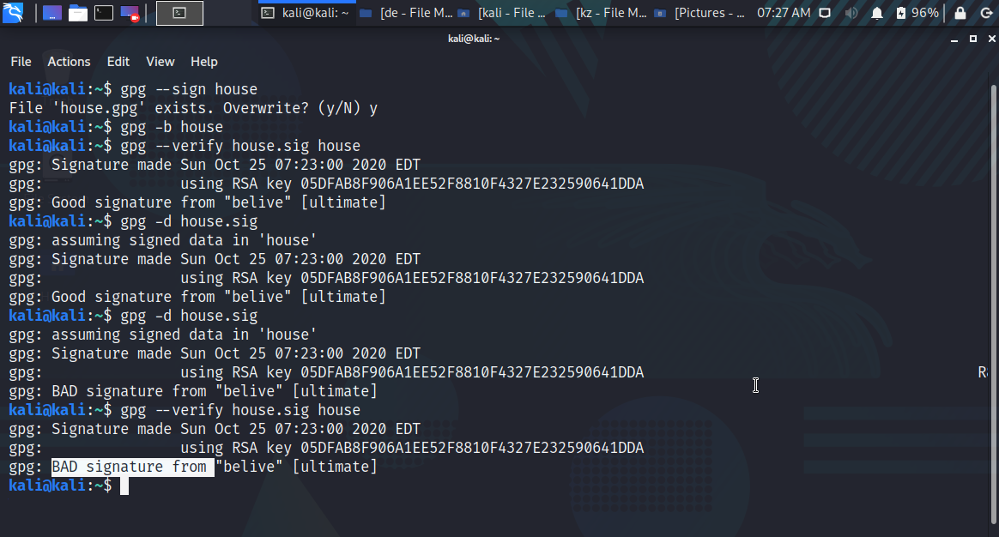 kali@kali: ~
[de - File M...
[kali - File ...
[kz - File M...
[Pictures - ...
07:27 AM
96%
kali@kali: ~
File Actions Edit View Help
kali@kali:~$ gpg --sign house
File 'house.gpg' exists. Overwrite? (y/N) y
kali@kali:~$ gpg -b house
kali@kali:~$ gpg --verify house.sig house
gpg: Signature made Sun Oct 25 07:23:00 2020 EDT
gpg:                using RSA key 05DFAB8F906A1EE52F8810F4327E232590641DDA
gpg: Good signature from "belive" [ultimate]
kali@kali:~$ gpg -d house.sig
gpg: assuming signed data in 'house'
gpg: Signature made Sun Oct 25 07:23:00 2020 EDT
gpg:                using RSA key 05DFAB8F906A1EE52F8810F4327E232590641DDA
gpg: Good signature from "belive" [ultimate]
kali@kali:~$ gpg -d house.sig
gpg: assuming signed data in 'house'
gpg: Signature made Sun Oct 25 07:23:00 2020 EDT
gpg:                using RSA key 05DFAB8F906A1EE52F8810F4327E232590641DDA
gpg: BAD signature from "belive" [ultimate]
kali@kali:~$ gpg --verify house.sig house
gpg: Signature made Sun Oct 25 07:23:00 2020 EDT
gpg:                using RSA key 05DFAB8F906A1EE52F8810F4327E232590641DDA
gpg: BAD signature from "belive" [ultimate]
kali@kali:~$